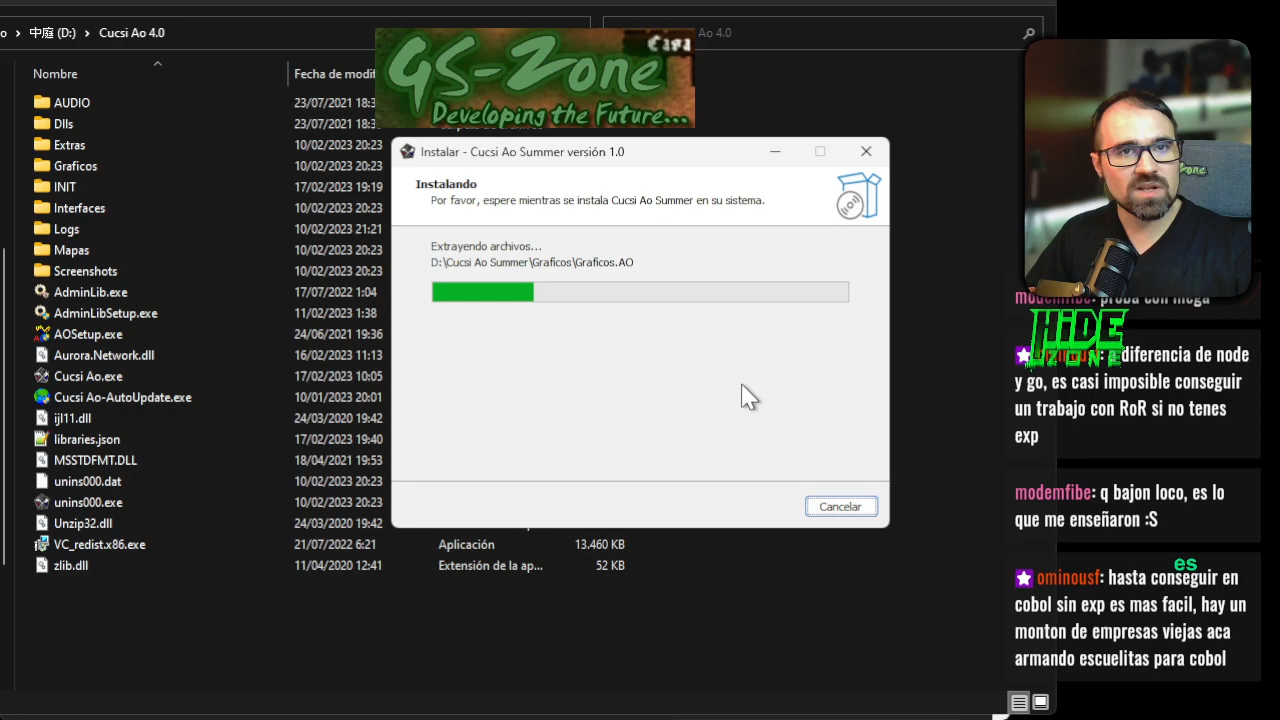 中庭 (D:) > Cucsi Ao 4.0
Ao 4.0
GS-Zone
Casa
Developing the Future...
Nombre
Fecha de modif
AUDIO 23/07/2021 18:3
Dlls 23/07/2021 18:3
Extras 10/02/2023 20:23
Graficos 10/02/2023 20:23
INIT 17/02/2023 19:19
Interfaces 10/02/2023 20:23
Logs 10/02/2023 21:21
Mapas 10/02/2023 20:23
Screenshots 10/02/2023 20:23
AdminLib.exe 17/07/2022 1:04
AdminLibSetup.exe 11/02/2023 1:38
AOSetup.exe 24/06/2021 19:36
Aurora.Network.dll 16/02/2023 11:13
Cucsi Ao.exe 17/02/2023 10:05
Cucsi Ao-AutoUpdate.exe 10/01/2023 20:01
ijl11.dll 24/03/2020 19:42
libraries.json 17/02/2023 19:40
MSSTDFMT.DLL 18/04/2021 19:53
unins000.dat 10/02/2023 20:23
unins000.exe 10/02/2023 20:23
Unzip32.dll 24/03/2020 19:42
VC_redist.x86.exe 21/07/2022 6:21 Aplicación 13.460 KB
zlib.dll 11/04/2020 12:41 Extensión de la ap... 52 KB
Instalar - Cucsi Ao Summer versión 1.0
Instalando
Por favor, espere mientras se instala Cucsi Ao Summer en su sistema.
Extrayendo archivos...
D:\Cucsi Ao Summer\Graficos\Graficos.AO
Cancelar
modemfibe: proba con mega
HiDE
UZONE
: a diferencia de node
y go, es casi imposible conseguir
un trabajo con RoR si no tenes
exp
modemfibe: q bajon loco, es lo
que me enseñaron :S
es
ominousf: hasta conseguir en
cobol sin exp es mas facil, hay un
monton de empresas viejas aca
armando escuelitas para cobol